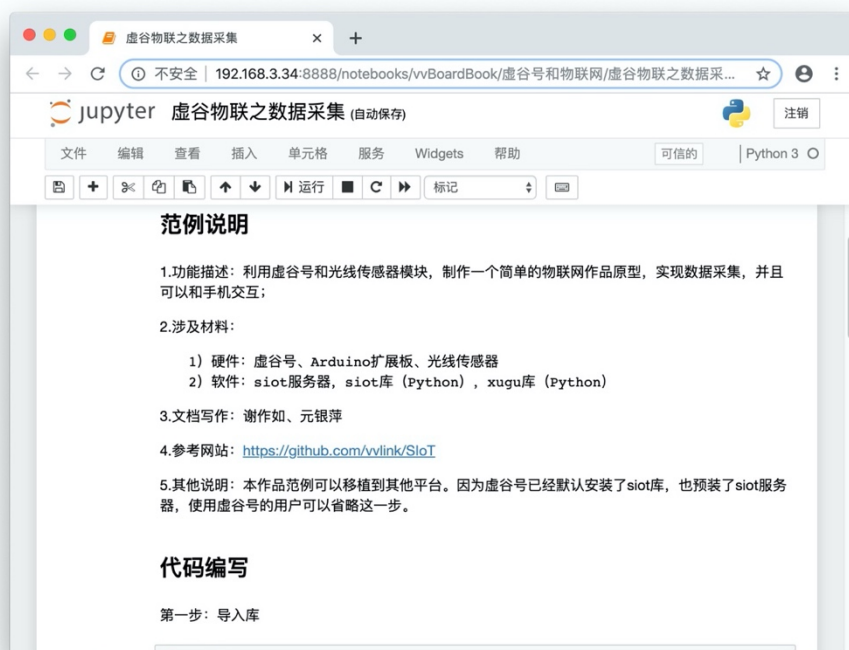 虚谷物联之数据采集
不安全 | 192.168.3.34:8888/notebooks/vvBoardBook/虚谷号和物联网/虚谷物联之数据采...
jupyter 虚谷物联之数据采集 (自动保存) 注销
文件 编辑 查看 插入 单元格 服务 Widgets 帮助 可信的 Python 3
运行 标记
范例说明
1.功能描述：利用虚谷号和光线传感器模块，制作一个简单的物联网作品原型，实现数据采集，并且
可以和手机交互；
2.涉及材料：
1）硬件：虚谷号、Arduino扩展板、光线传感器
2）软件：siot服务器，siot库（Python），xugu库（Python）
3.文档写作：谢作如、元银萍
4.参考网站：https://github.com/vvlink/SIoT
5.其他说明：本作品范例可以移植到其他平台。因为虚谷号已经默认安装了siot库，也预装了siot服务
器，使用虚谷号的用户可以省略这一步。
代码编写
第一步：导入库